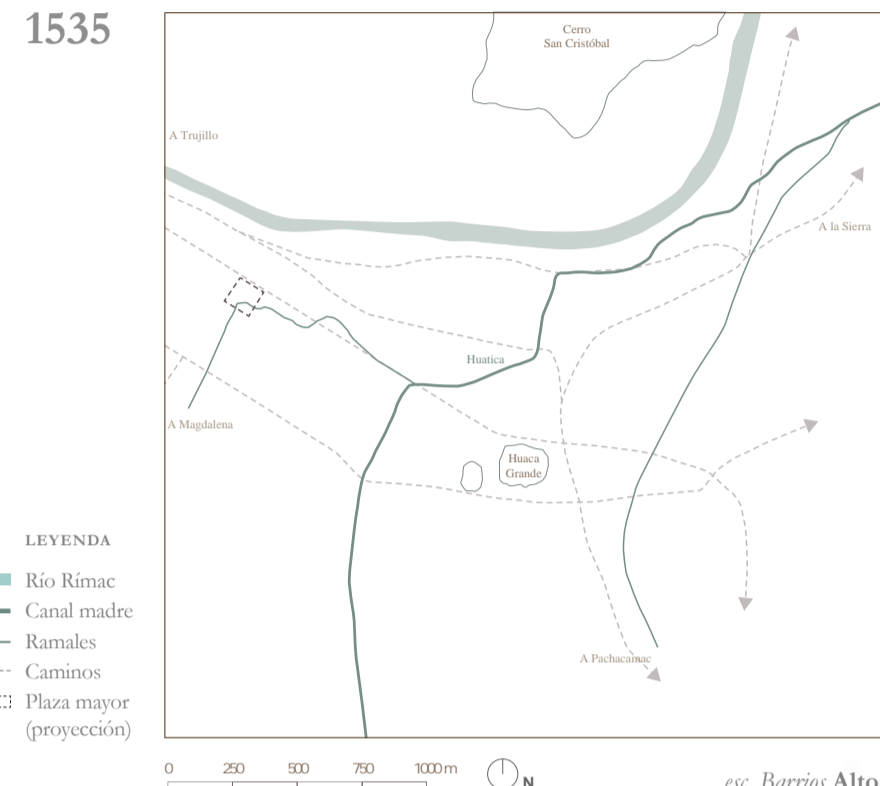 1535
Cerro
San Cristóbal
A Trujillo
A la Sierra
Huatica
A Magdalena
Huaca
Grande
A Pachacamac
LEYENDA
Río Rímac
Canal madre
Ramales
Caminos
Plaza mayor
(proyección)
0 250 500 750 1000 m
N
esc. Barrios Alto